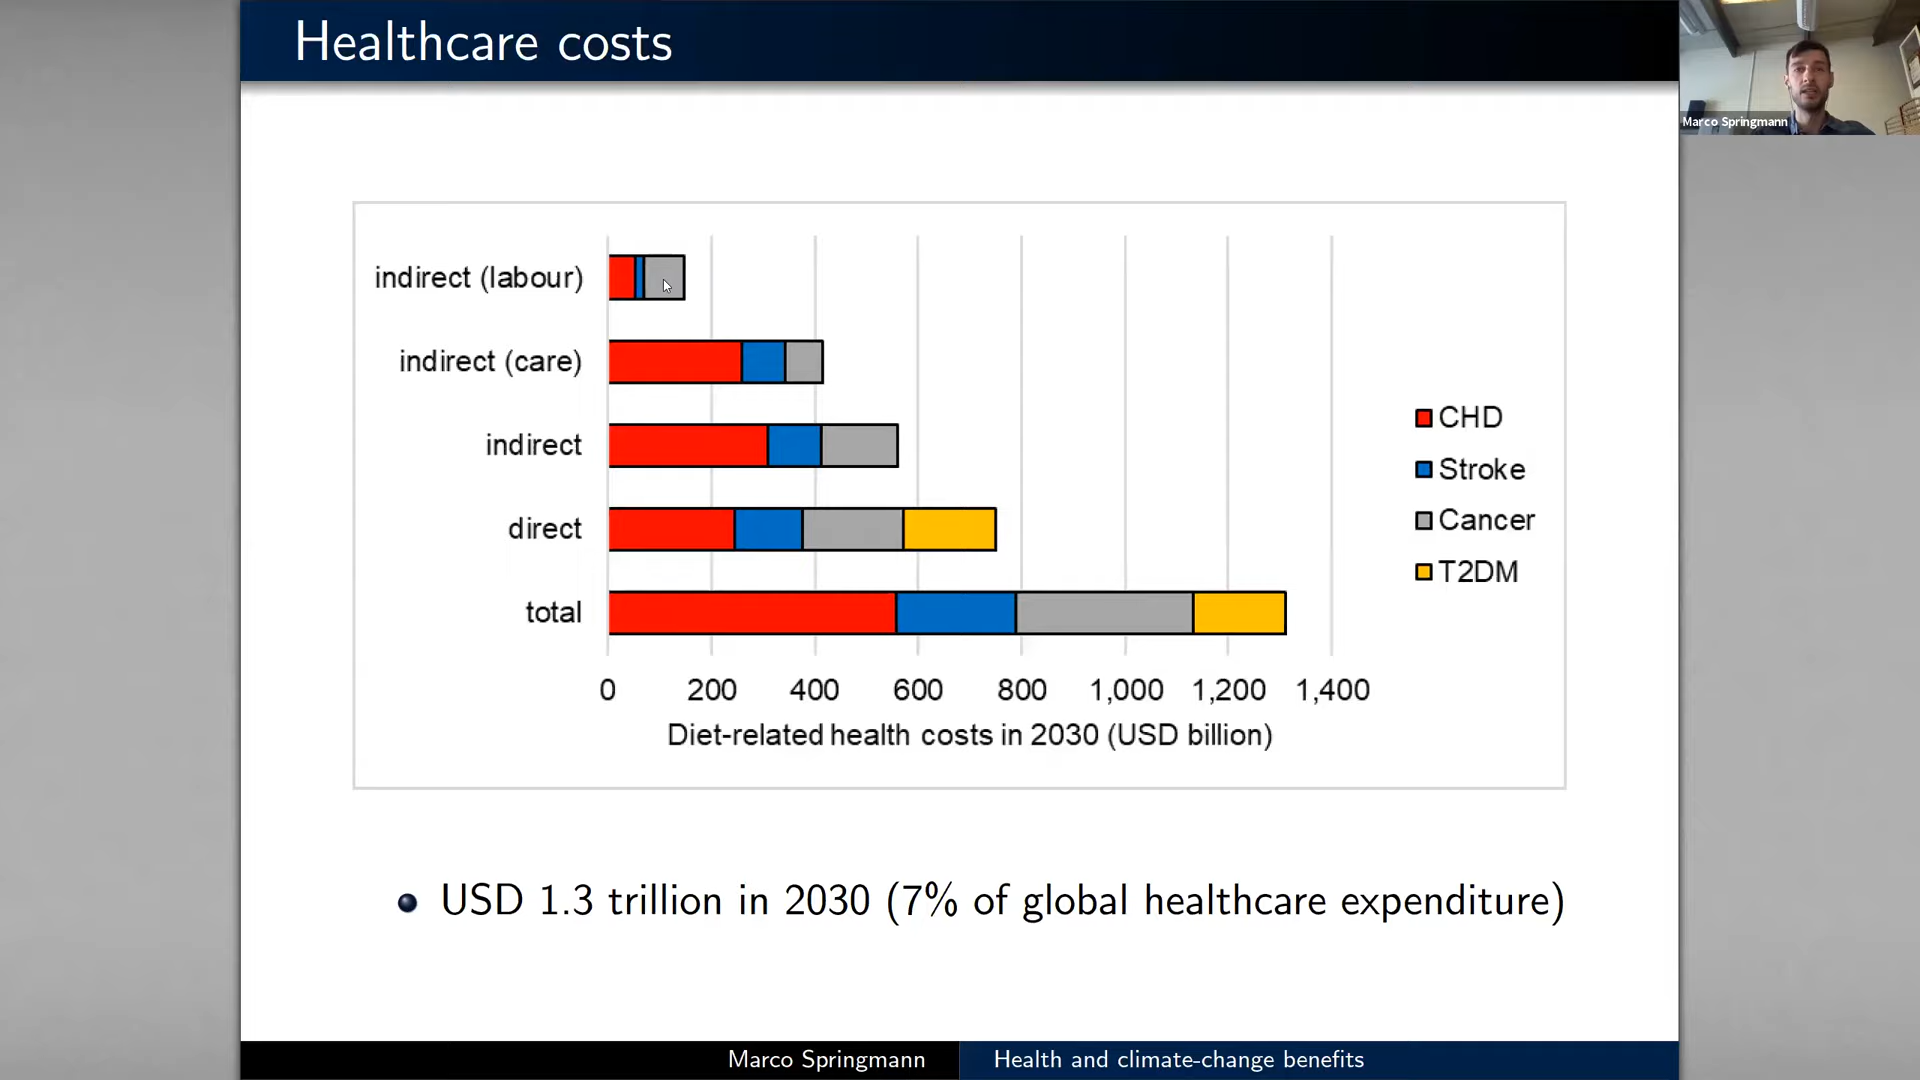 Healthcare costs
Marco Springmann
indirect (labour)
indirect (care)
indirect
direct
total
CHD
Stroke
Cancer
T2DM
0 200 400 600 800 1,000 1,200 1,400
Diet-related health costs in 2030 (USD billion)
USD 1.3 trillion in 2030 (7% of global healthcare expenditure)
Marco Springmann
Health and climate-change benefits